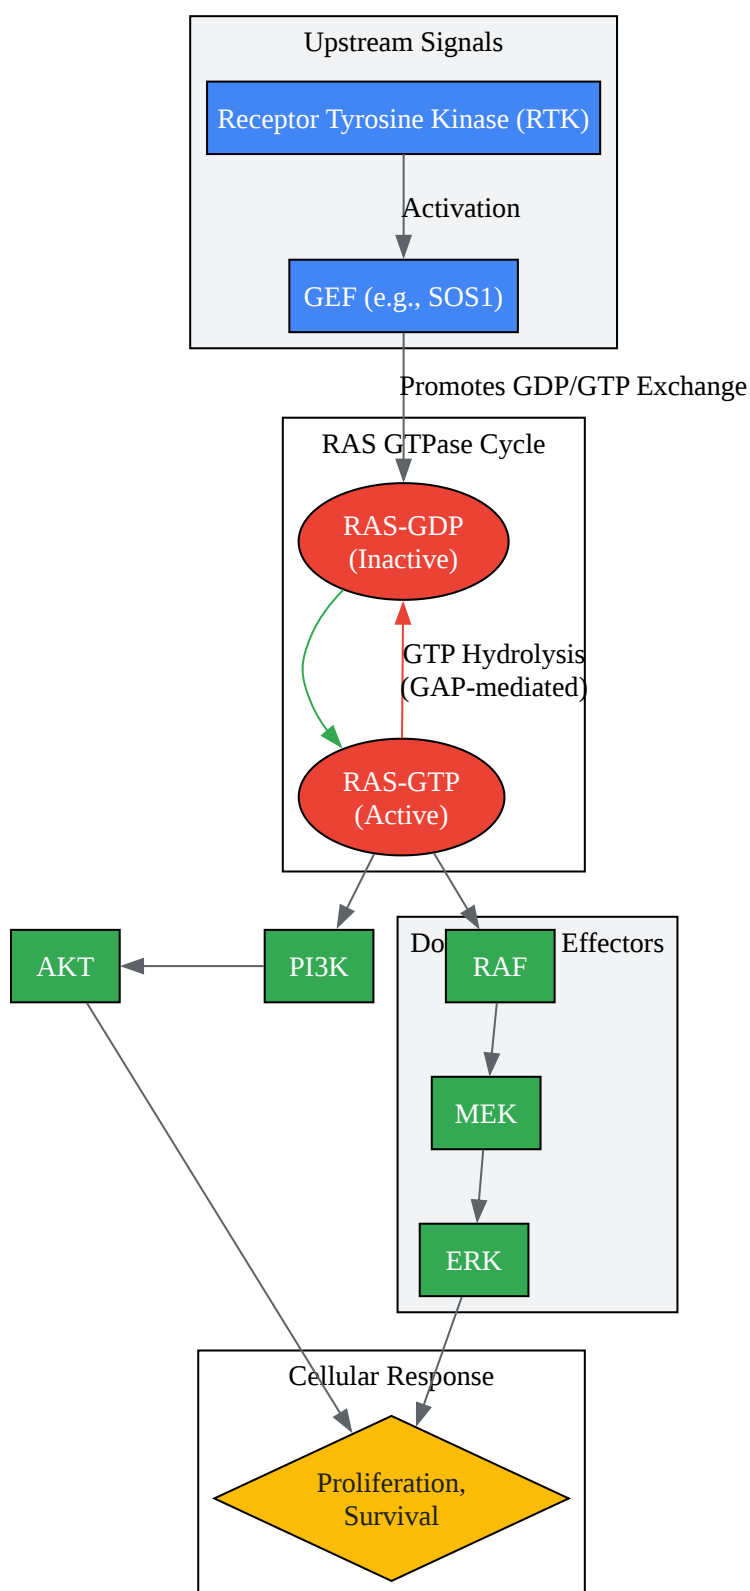 Upstream Signals
Receptor Tyrosine Kinase (RTK)
Activation
GEF (e.g., SOS1)
Promotes GDP/GTP Exchange
RAS GTPase Cycle
RAS-GDP
(Inactive)
GTP Hydrolysis
(GAP-mediated)
RAS-GTP
(Active)
AKT
PI3K
Do
Effectors
RAF
MEK
ERK
Cellular Response
Proliferation,
Survival